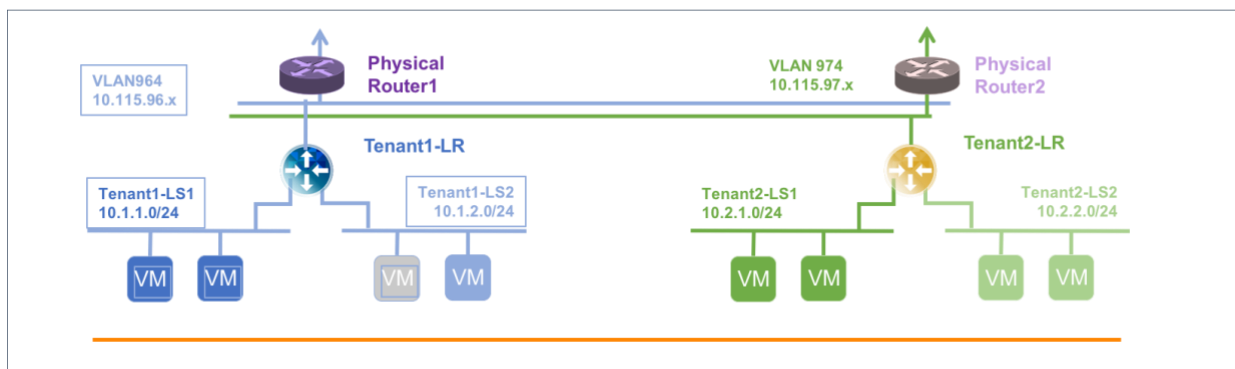 VLAN964
10.115.96.x
Physical
Router1
VLAN 974
10.115.97.x
Physical
Router2
Tenant1-LR
Tenant2-LR
Tenant1-LS1
10.1.1.0/24
Tenant1-LS2
10.1.2.0/24
Tenant2-LS1
10.2.1.0/24
Tenant2-LS2
10.2.2.0/24
VM
VM
VM
VM
VM
VM
VM
VM